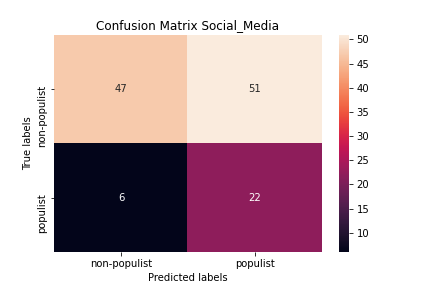 Confusion Matrix Social_Media
True labels
non-populist
47
51
populist
6
22
non-populist
populist
Predicted labels
50
45
40
35
30
25
20
15
10